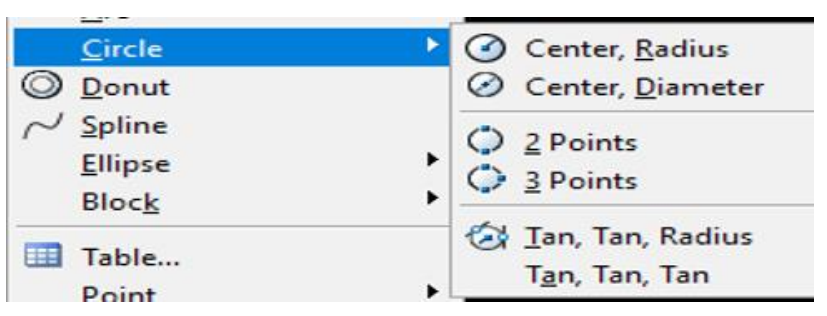 Circle
Donut
Spline
Ellipse
Block
Table...
Point
Center, Radius
Center, Diameter
2 Points
3 Points
Tan, Tan, Radius
Tan, Tan, Tan